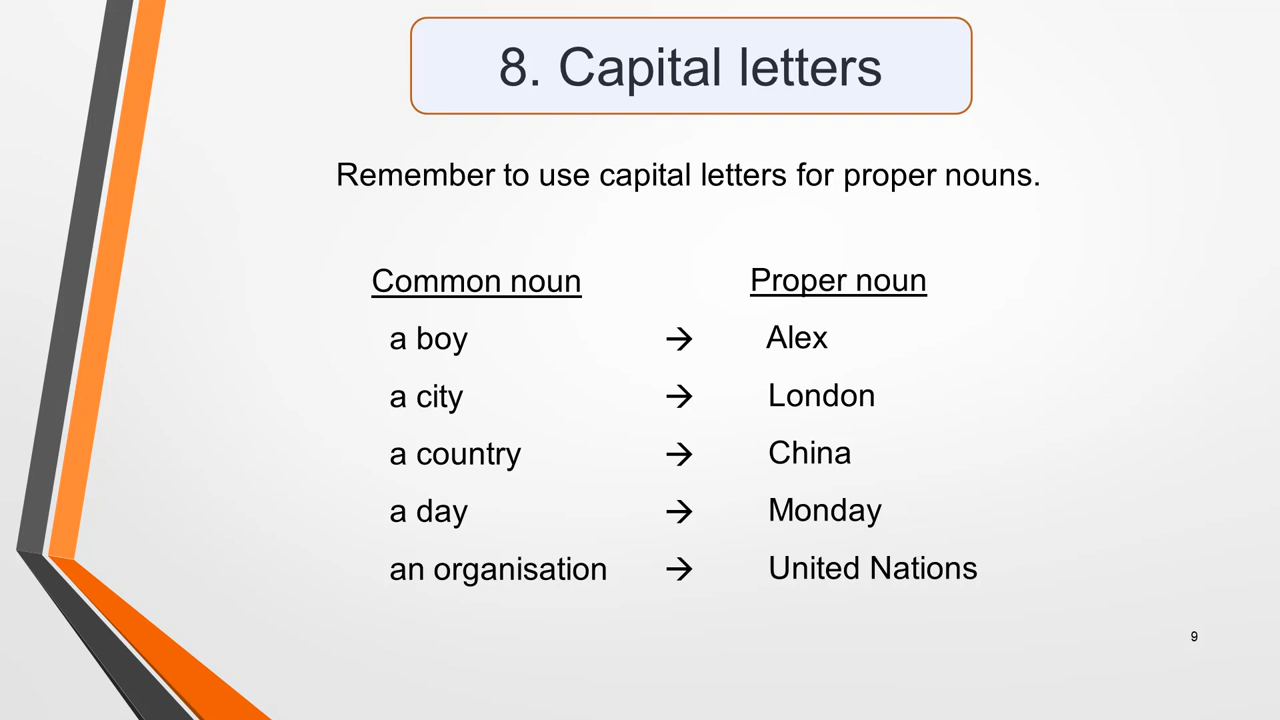 8. Capital letters
Remember to use capital letters for proper nouns.
Common noun Proper noun
a boy → Alex
a city → London
a country → China
a day → Monday
an organisation → United Nations
9